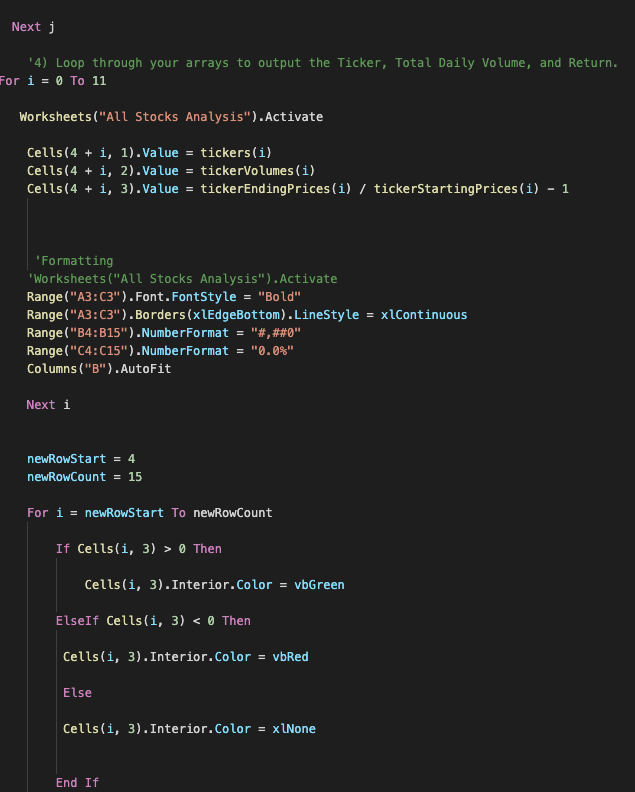 Next j
'4) Loop through your arrays to output the Ticker, Total Daily Volume, and Return.
For i = 0 To 11
Worksheets("All Stocks Analysis").Activate
Cells(4 + i, 1).Value = tickers(i)
Cells(4 + i, 2).Value = tickerVolumes(i)
Cells(4 + i, 3).Value = tickerEndingPrices(i) / tickerStartingPrices(i) - 1
'Formatting
'Worksheets("All Stocks Analysis").Activate
Range("A3:C3").Font.FontStyle = "Bold"
Range("A3:C3").Borders(xlEdgeBottom).LineStyle = xlContinuous
Range("B4:B15").NumberFormat = "#,##0"
Range("C4:C15").NumberFormat = "0.0%"
Columns("B").AutoFit
Next i
newRowStart = 4
newRowCount = 15
For i = newRowStart To newRowCount
If Cells(i, 3) > 0 Then
Cells(i, 3).Interior.Color = vbGreen
ElseIf Cells(i, 3) < 0 Then
Cells(i, 3).Interior.Color = vbRed
Else
Cells(i, 3).Interior.Color = xlNone
End If